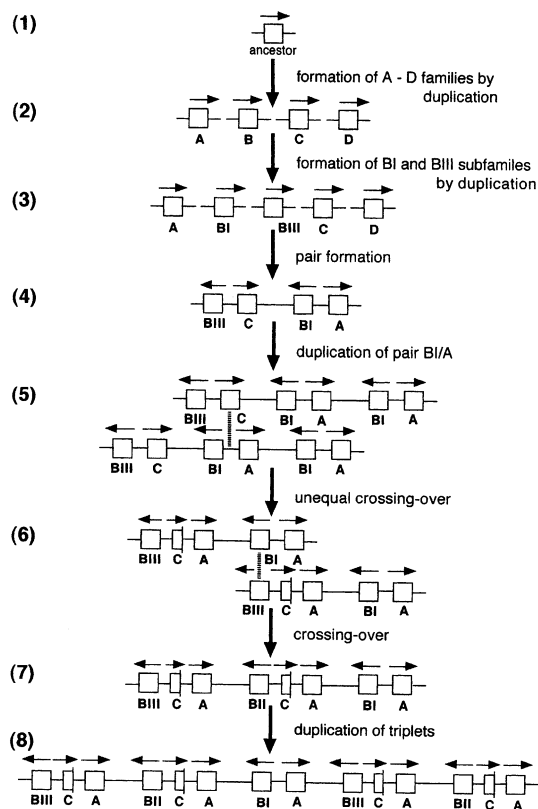 (1)
ancestor
formation of A - D families by
duplication
(2)
A B C D
formation of BI and BIII subfamiles
by duplication
(3)
A BI BIII C D
pair formation
(4)
BIII C BI A
duplication of pair BI/A
(5)
BIII C BI A BI A
BIII C BI A BI A
unequal crossing-over
(6)
BIII C A BI A
BIII C A BI A
crossing-over
(7)
BIII C A BII C A BI A
duplication of triplets
(8)
BIII C A BII C A BI A BIII C A BII C A